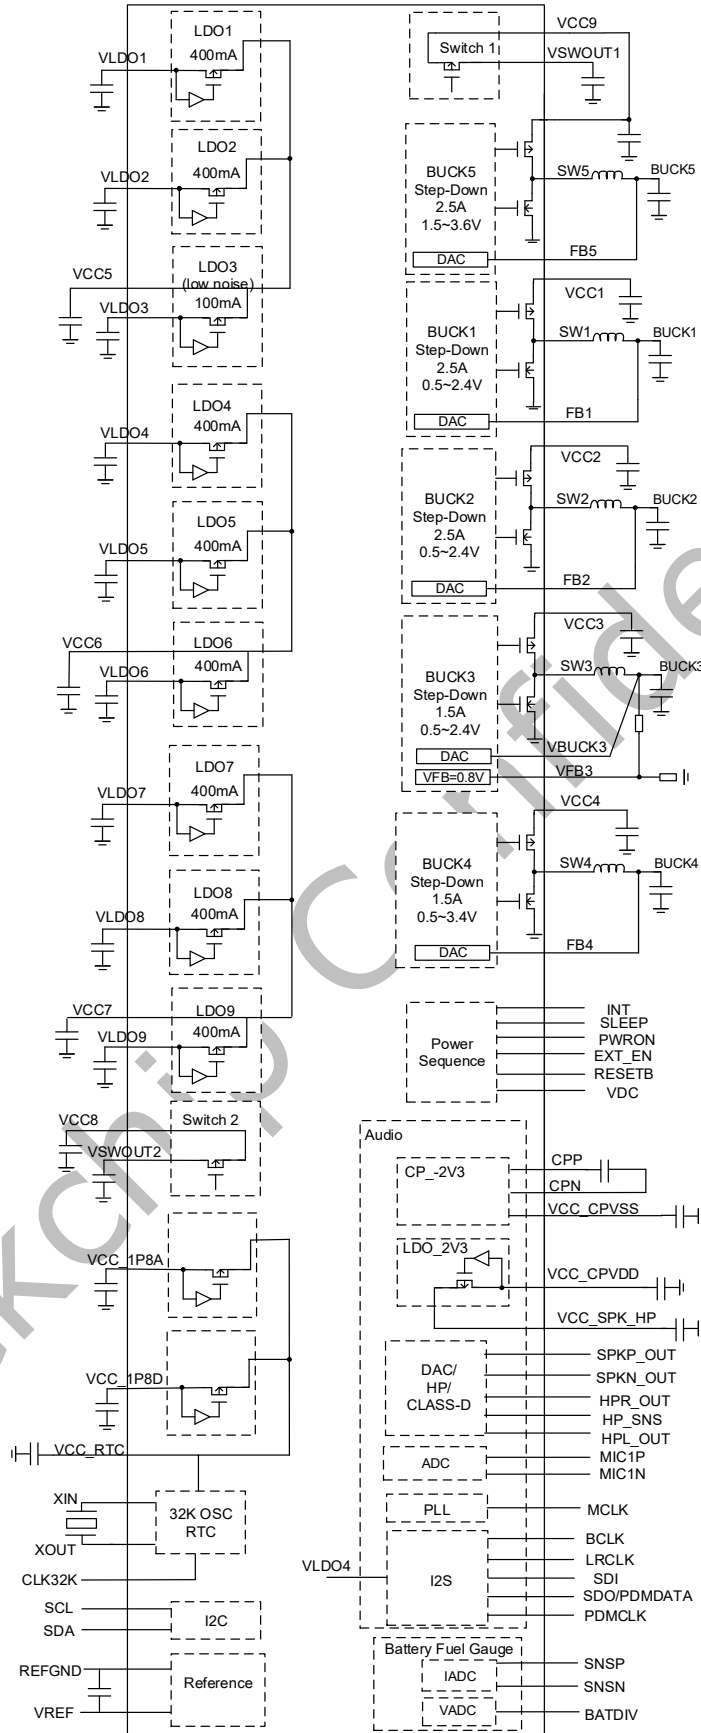 LDO1
400mA
VLDO1
LDO2
400mA
VLDO2
LDO3
(low noise)
100mA
VCC5
VLDO3
LDO4
400mA
VLDO4
LDO5
400mA
VLDO5
LDO6
400mA
VCC6
VLDO6
LDO7
400mA
VLDO7
LDO8
400mA
VLDO8
LDO9
400mA
VCC7
VLDO9
Switch 2
VCC8
VSWOUT2
VCC_1P8A
VCC_1P8D
VCC_RTC
XIN
XOUT
32K OSC
RTC
CLK32K
SCL
SDA
I2C
REFGND
VREF
Reference
Switch 1
VCC9
VSWOUT1
BUCK5
Step-Down
2.5A
1.5~3.6V
DAC
SW5
BUCK5
FB5
BUCK1
Step-Down
2.5A
0.5~2.4V
DAC
VCC1
SW1
BUCK1
FB1
BUCK2
Step-Down
2.5A
0.5~2.4V
DAC
VCC2
SW2
BUCK2
FB2
BUCK3
Step-Down
1.5A
0.5~2.4V
DAC
VFB=0.8V
VCC3
SW3
BUCK3
VBUCK3
VFB3
BUCK4
Step-Down
1.5A
0.5~3.4V
DAC
VCC4
SW4
BUCK4
FB4
Power
Sequence
INT
SLEEP
PWRON
EXT_EN
RESETB
VDC
Audio
CP_-2V3
CPP
CPN
VCC_CPVSS
LDO_2V3
VCC_CPVDD
VCC_SPK_HP
DAC/
HP/
CLASS-D
SPKP_OUT
SPKN_OUT
HPR_OUT
HP_SNS
HPL_OUT
ADC
MIC1P
MIC1N
PLL
MCLK
VLDO4
I2S
BCLK
LRCLK
SDI
SDO/PDMDATA
PDMCLK
Battery Fuel Gauge
IADC
VADC
SNSP
SNSN
BATDIV